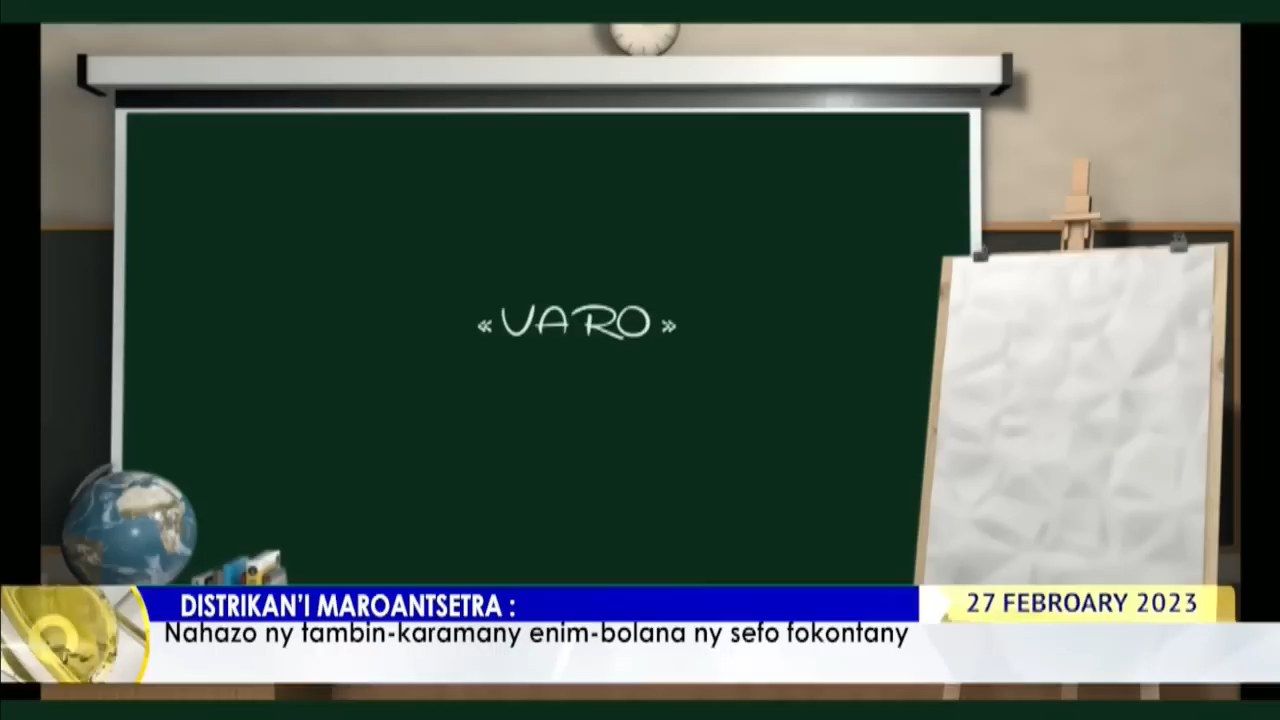 « VARO »
DISTRIKAN'I MAROANTSETRA :
27 FEBROARY 2023
Nahazo ny tambin-karamany enim-bolana ny sefo fokontany